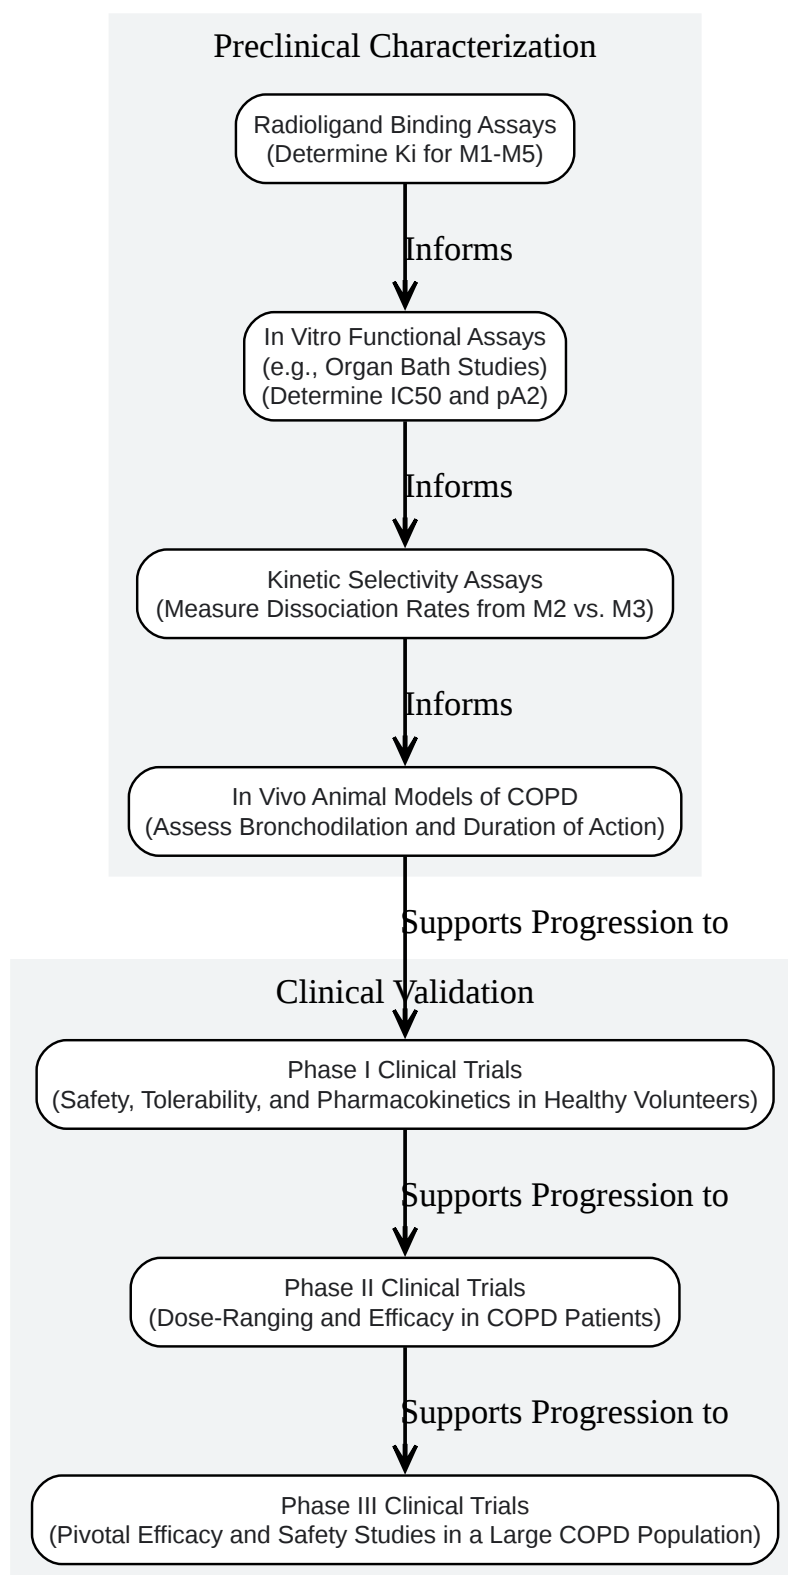 Preclinical Characterization
Radioligand Binding Assays
(Determine Ki for M1-M5)
Informs
In Vitro Functional Assays
(e.g., Organ Bath Studies)
(Determine IC50 and pA2)
Informs
Kinetic Selectivity Assays
(Measure Dissociation Rates from M2 vs. M3)
Informs
In Vivo Animal Models of COPD
(Assess Bronchodilation and Duration of Action)
Supports Progression to
Clinical Validation
Phase I Clinical Trials
(Safety, Tolerability, and Pharmacokinetics in Healthy Volunteers)
Supports Progression to
Phase II Clinical Trials
(Dose-Ranging and Efficacy in COPD Patients)
Supports Progression to
Phase III Clinical Trials
(Pivotal Efficacy and Safety Studies in a Large COPD Population)